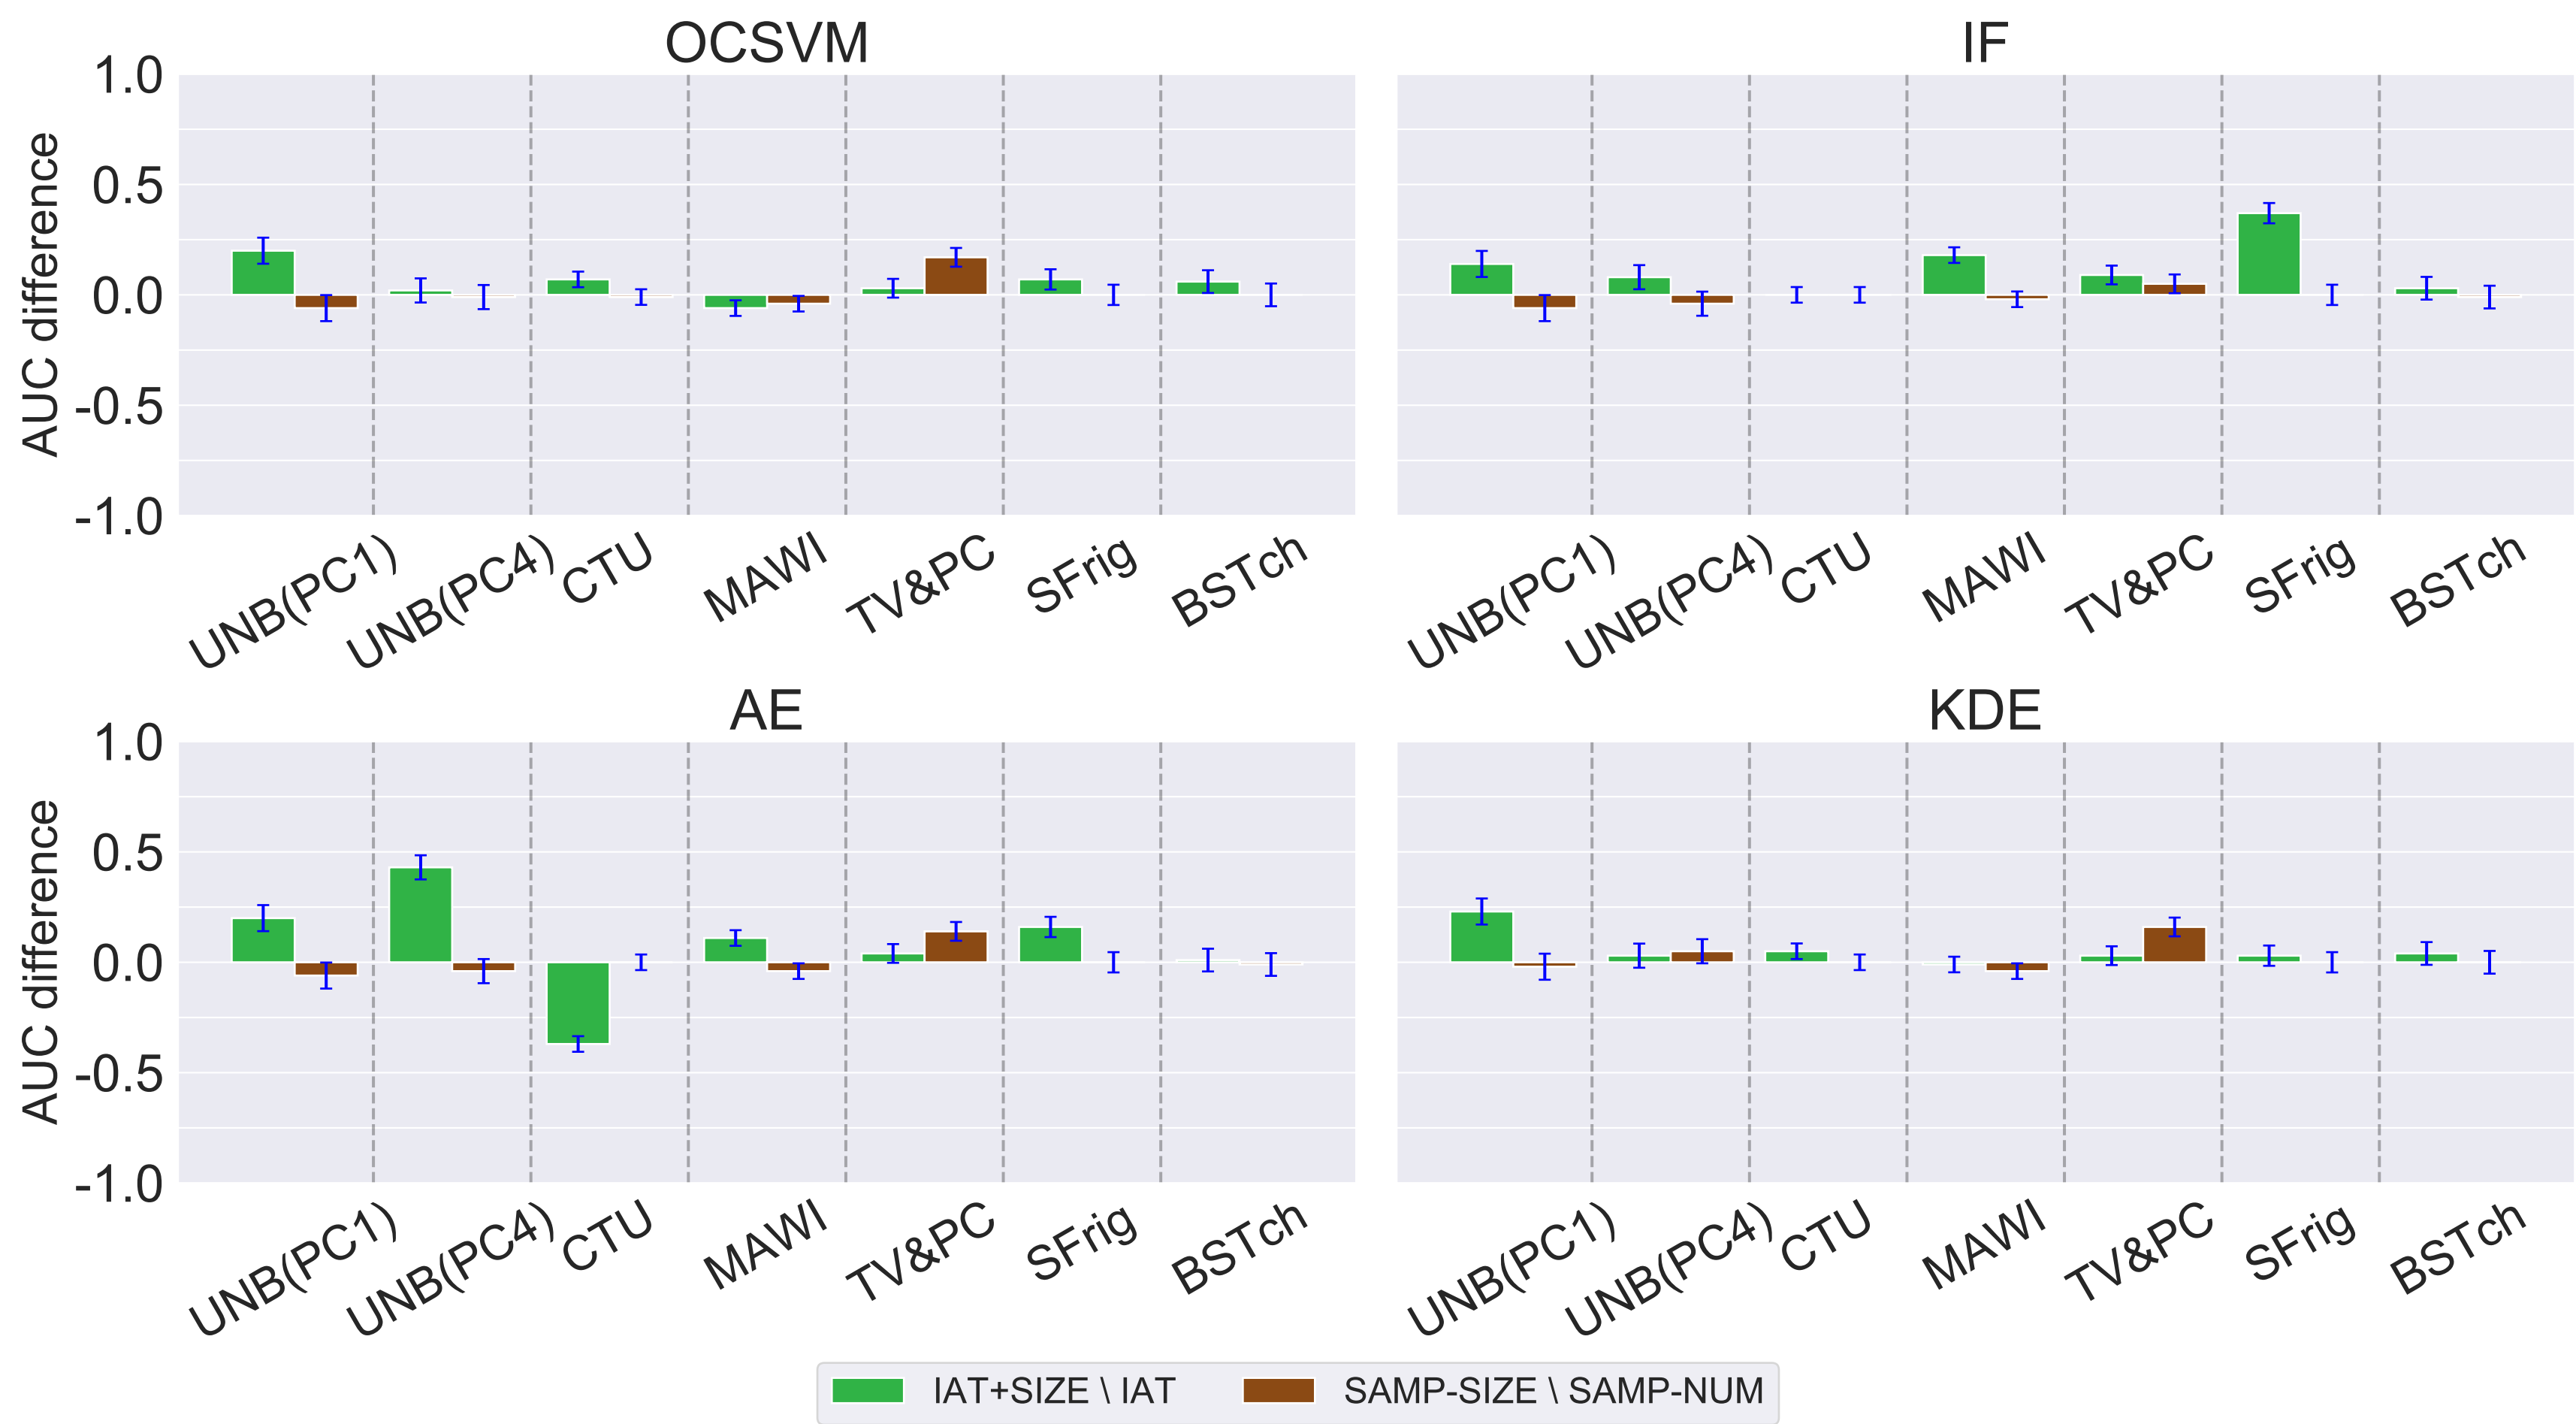 OCSVM
IF
AUC difference
1.0
0.5
0.0
-0.5
-1.0
UNB(PC1)
UNB(PC4)
CTU
MAWI
TV&PC
SFrig
BSTch
UNB(PC1)
UNB(PC4)
CTU
MAWI
TV&PC
SFrig
BSTch
AE
KDE
AUC difference
1.0
0.5
0.0
-0.5
-1.0
UNB(PC1)
UNB(PC4)
CTU
MAWI
TV&PC
SFrig
BSTch
UNB(PC1)
UNB(PC4)
CTU
MAWI
TV&PC
SFrig
BSTch
IAT+SIZE \ IAT
SAMP-SIZE \ SAMP-NUM